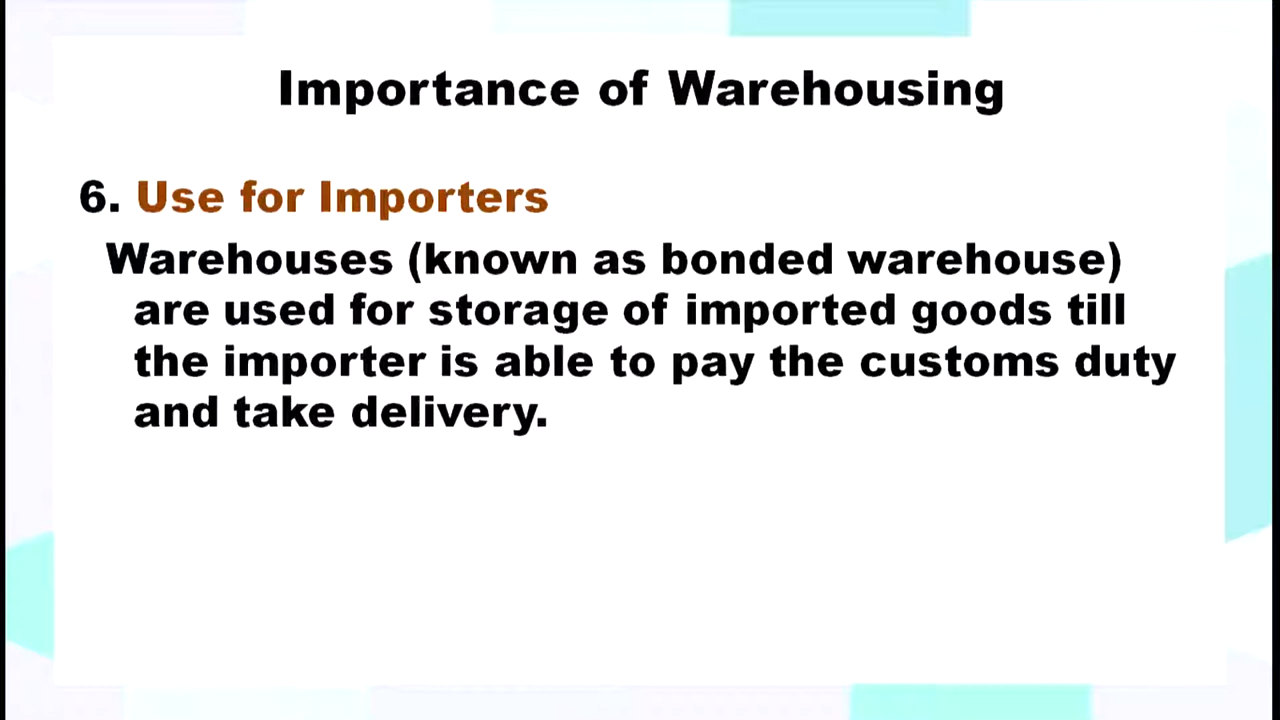 Importance of Warehousing
6. Use for Importers
Warehouses (known as bonded warehouse)
are used for storage of imported goods till
the importer is able to pay the customs duty
and take delivery.